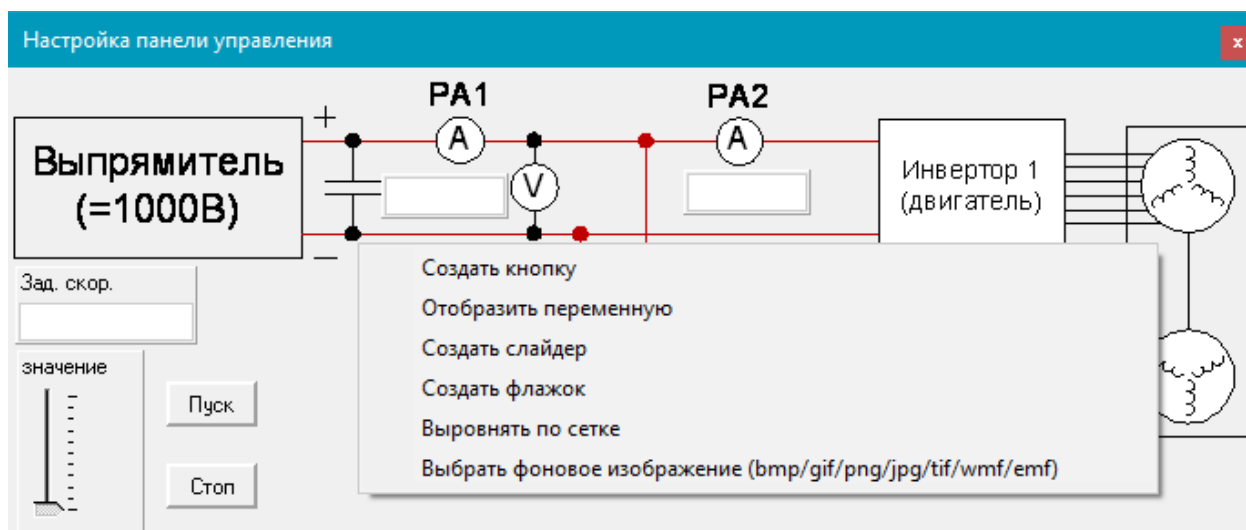 Настройка панели управления
x
PA1
PA2
+
A
A
Выпрямитель
(=1000В)
V
Инвертор 1
(двигатель)
−
Зад. скор.
значение
Пуск
Стоп
Создать кнопку
Отобразить переменную
Создать слайдер
Создать флажок
Выровнять по сетке
Выбрать фоновое изображение (bmp/gif/png/jpg/tif/wmf/emf)